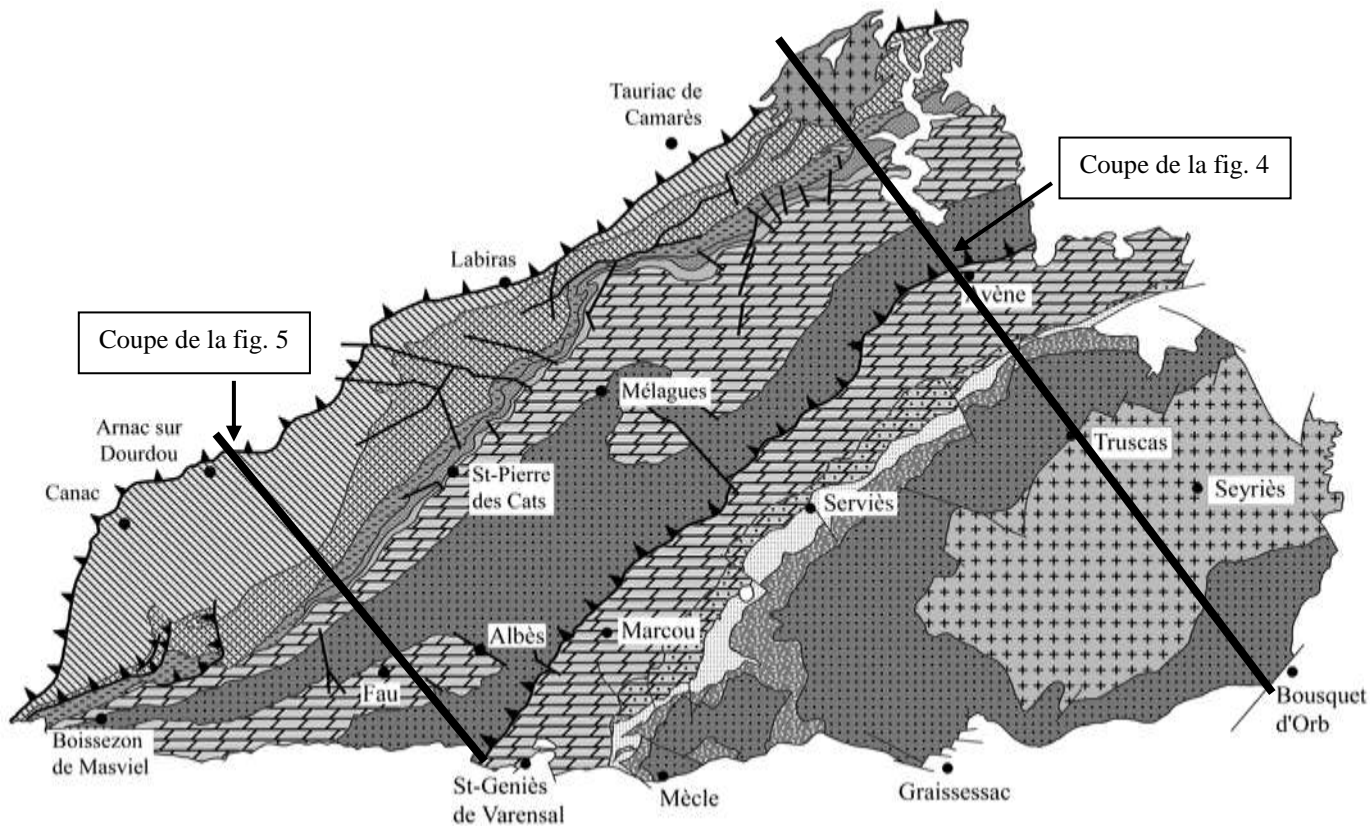 Tauriac de
Camarès
Coupe de la fig. 4
Labiras
Avène
Coupe de la fig. 5
Mélagues
Arnac sur
Dourdou
Truscas
St-Pierre
des Cats
Canac
Seyriès
Serviès
Albès
Marcou
Fau
Bousquet
d'Orb
Boissezon
de Masviel
St-Geniès
de Varensal
Mècle
Graissessac